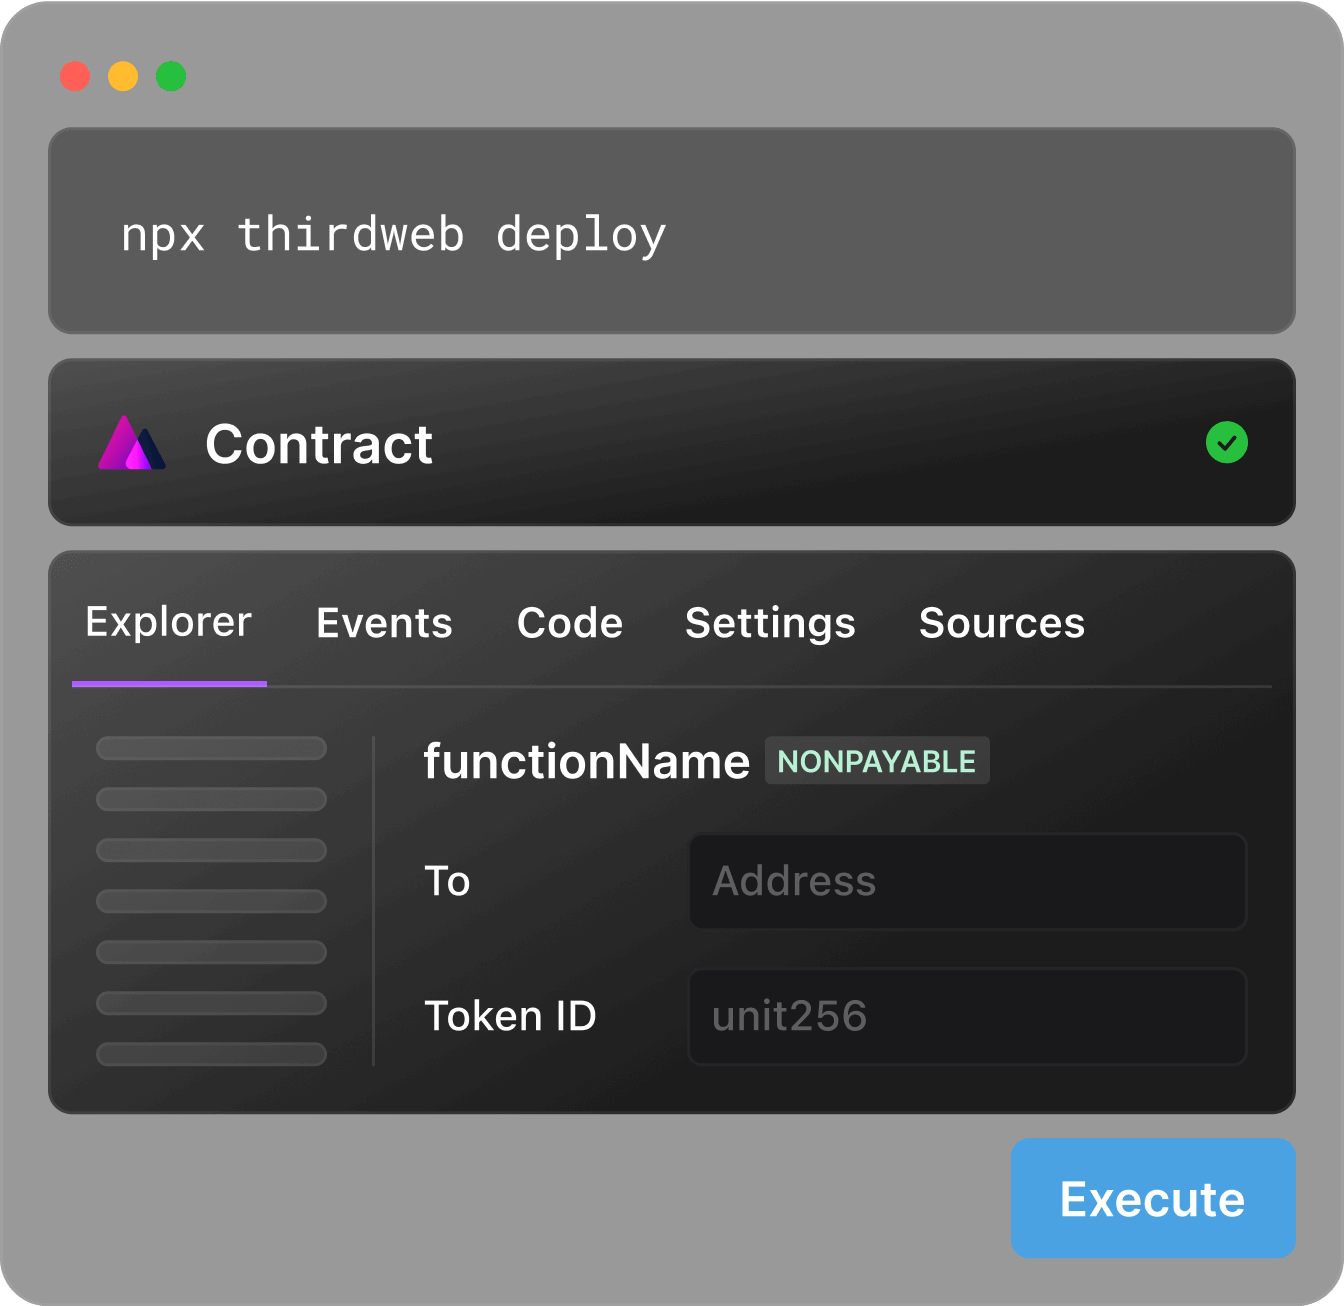 npx thirdweb deploy
Contract
Explorer Events Code Settings Sources
functionName NONPAYABLE
To Address
Token ID unit256
Execute